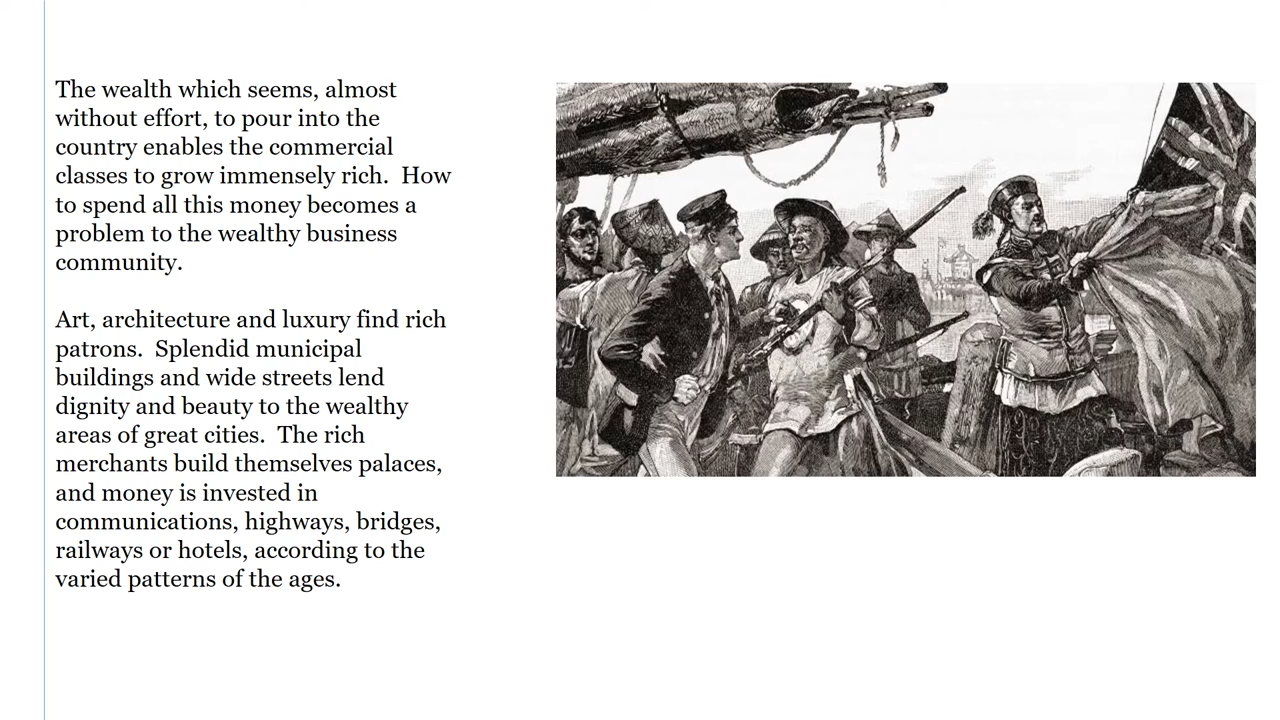 The wealth which seems, almost
without effort, to pour into the
country enables the commercial
classes to grow immensely rich.  How
to spend all this money becomes a
problem to the wealthy business
community.
Art, architecture and luxury find rich
patrons.  Splendid municipal
buildings and wide streets lend
dignity and beauty to the wealthy
areas of great cities.  The rich
merchants build themselves palaces,
and money is invested in
communications, highways, bridges,
railways or hotels, according to the
varied patterns of the ages.